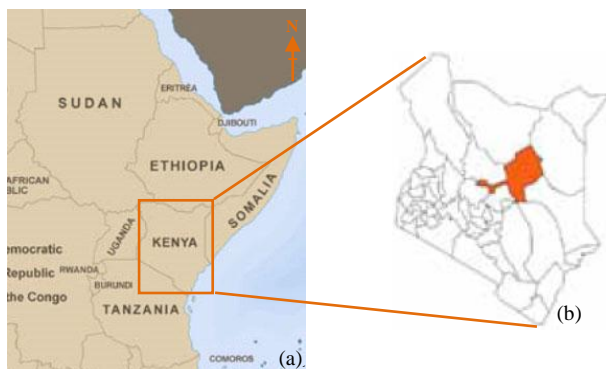 N
SUDAN
ERITREA
DJIBOUTI
ETHIOPIA
AFRICAN
BLIC
SOMALIA
UGANDA
KENYA
emocratic
Republic
the Congo
RWANDA
BURUNDI
TANZANIA
COMOROS
(a)
(b)